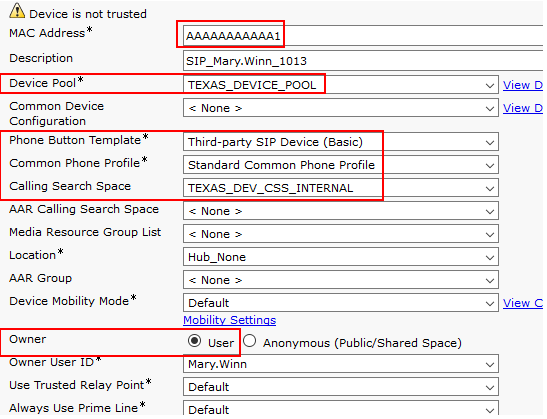 Device is not trusted
MAC Address* AAAAAAAAAAA1
Description SIP_Mary.Winn_1013
Device Pool* TEXAS_DEVICE_POOL View D
Common Device Configuration < None > View D
Phone Button Template* Third-party SIP Device (Basic)
Common Phone Profile* Standard Common Phone Profile
Calling Search Space TEXAS_DEV_CSS_INTERNAL
AAR Calling Search Space < None >
Media Resource Group List < None >
Location* Hub_None
AAR Group < None >
Device Mobility Mode* Default View C
Mobility Settings
Owner User Anonymous (Public/Shared Space)
Owner User ID* Mary.Winn
Use Trusted Relay Point* Default
Always Use Prime Line* Default